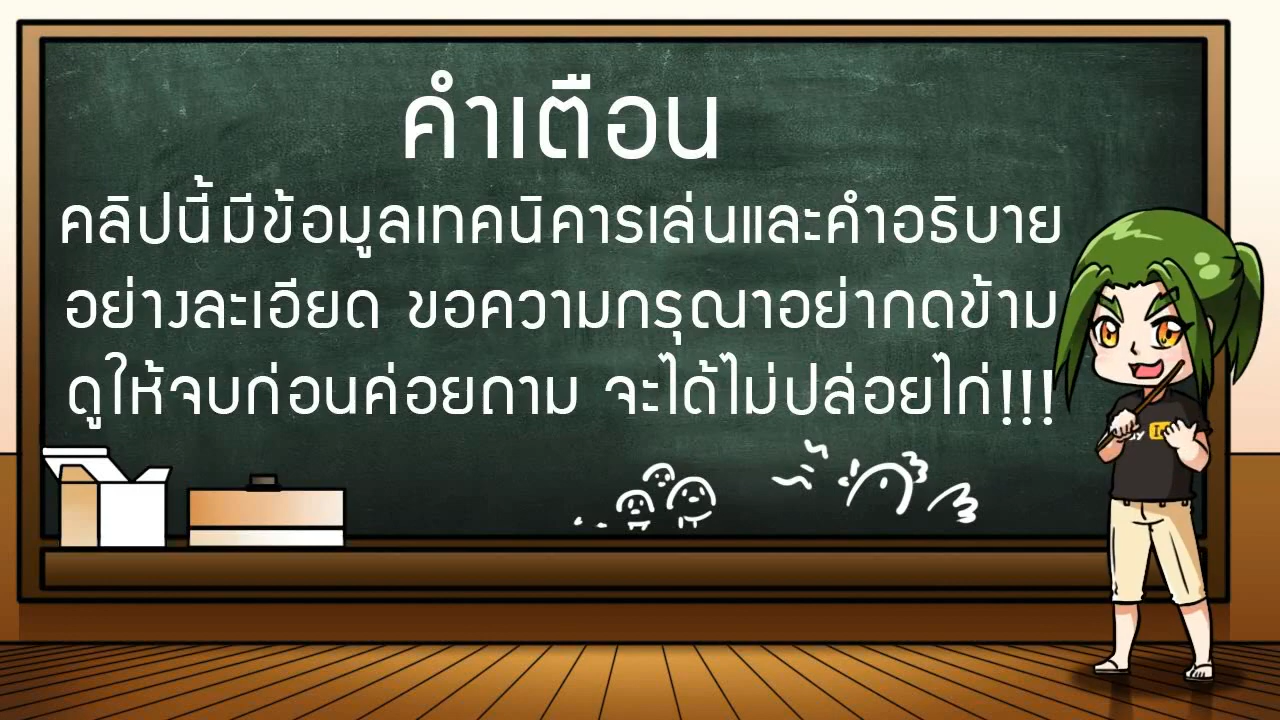 คำเตือน
คลิปนี้มีข้อมูลเทคนิคารเล่นและคำอธิบาย
อย่างละเอียด ขอความกรุณาอย่ากดข้าม
ดูให้จบก่อนค่อยถาม จะได้ไม่ปล่อยไก่!!!